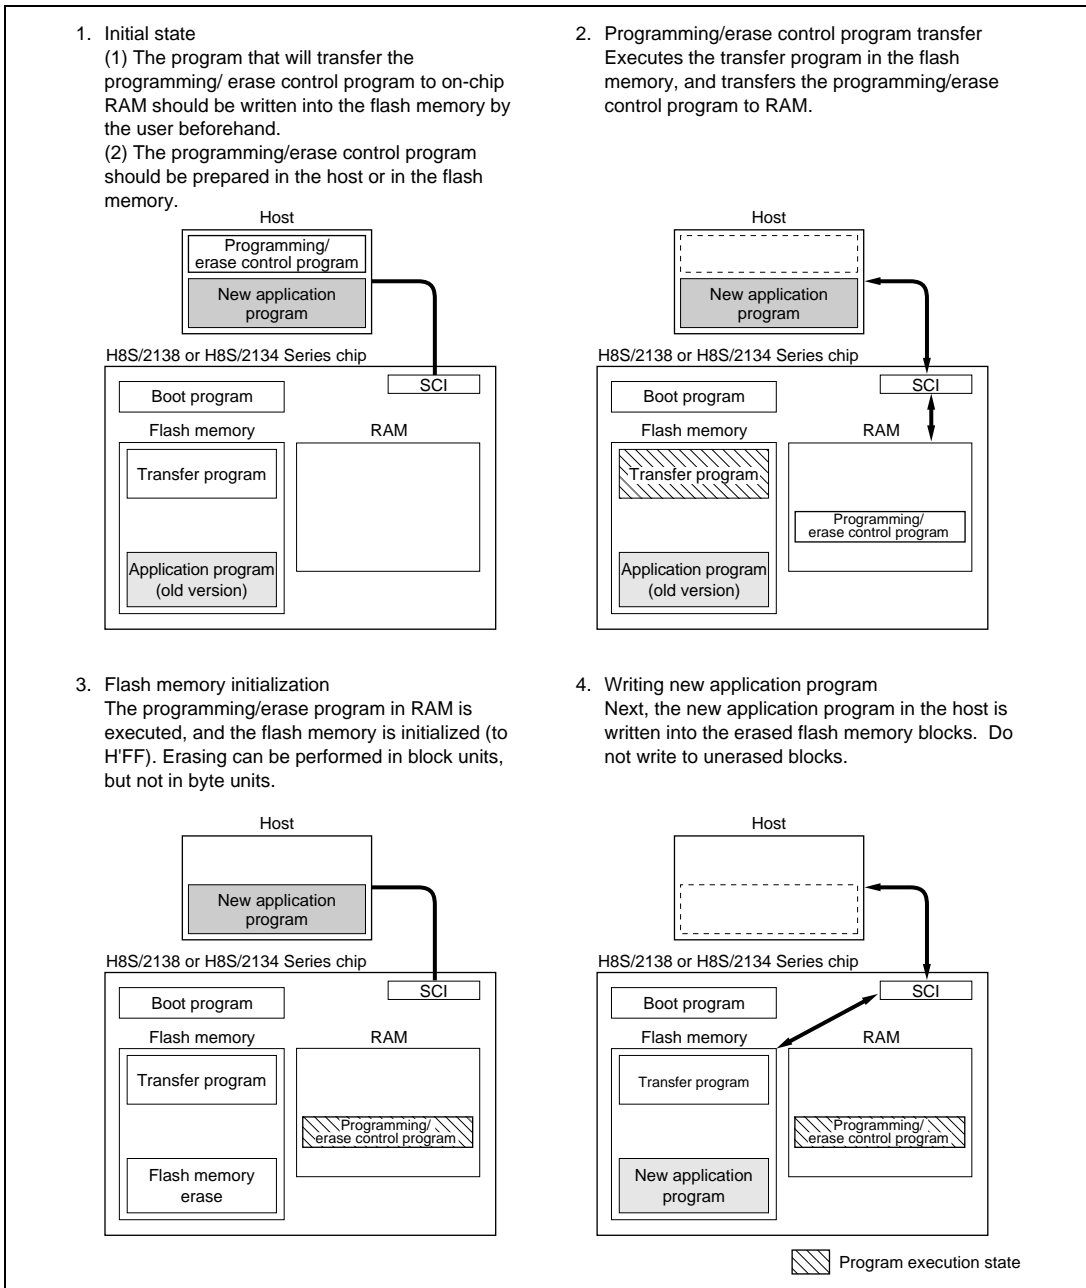 1. Initial state
(1) The program that will transfer the
programming/ erase control program to on-chip
RAM should be written into the flash memory by
the user beforehand.
(2) The programming/erase control program
should be prepared in the host or in the flash
memory.
Host
Programming/
erase control program
New application
program
H8S/2138 or H8S/2134 Series chip
SCI
Boot program
Flash memory
RAM
Transfer program
Application program
(old version)
2. Programming/erase control program transfer
Executes the transfer program in the flash
memory, and transfers the programming/erase
control program to RAM.
Host
New application
program
H8S/2138 or H8S/2134 Series chip
SCI
Boot program
Flash memory
RAM
Transfer program
Programming/
erase control program
Application program
(old version)
3. Flash memory initialization
The programming/erase program in RAM is
executed, and the flash memory is initialized (to
H'FF). Erasing can be performed in block units,
but not in byte units.
Host
New application
program
H8S/2138 or H8S/2134 Series chip
SCI
Boot program
Flash memory
RAM
Transfer program
Programming/
erase control program
Flash memory
erase
4. Writing new application program
Next, the new application program in the host is
written into the erased flash memory blocks. Do
not write to unerased blocks.
Host
H8S/2138 or H8S/2134 Series chip
SCI
Boot program
Flash memory
RAM
Transfer program
Programming/
erase control program
New application
program
Program execution state